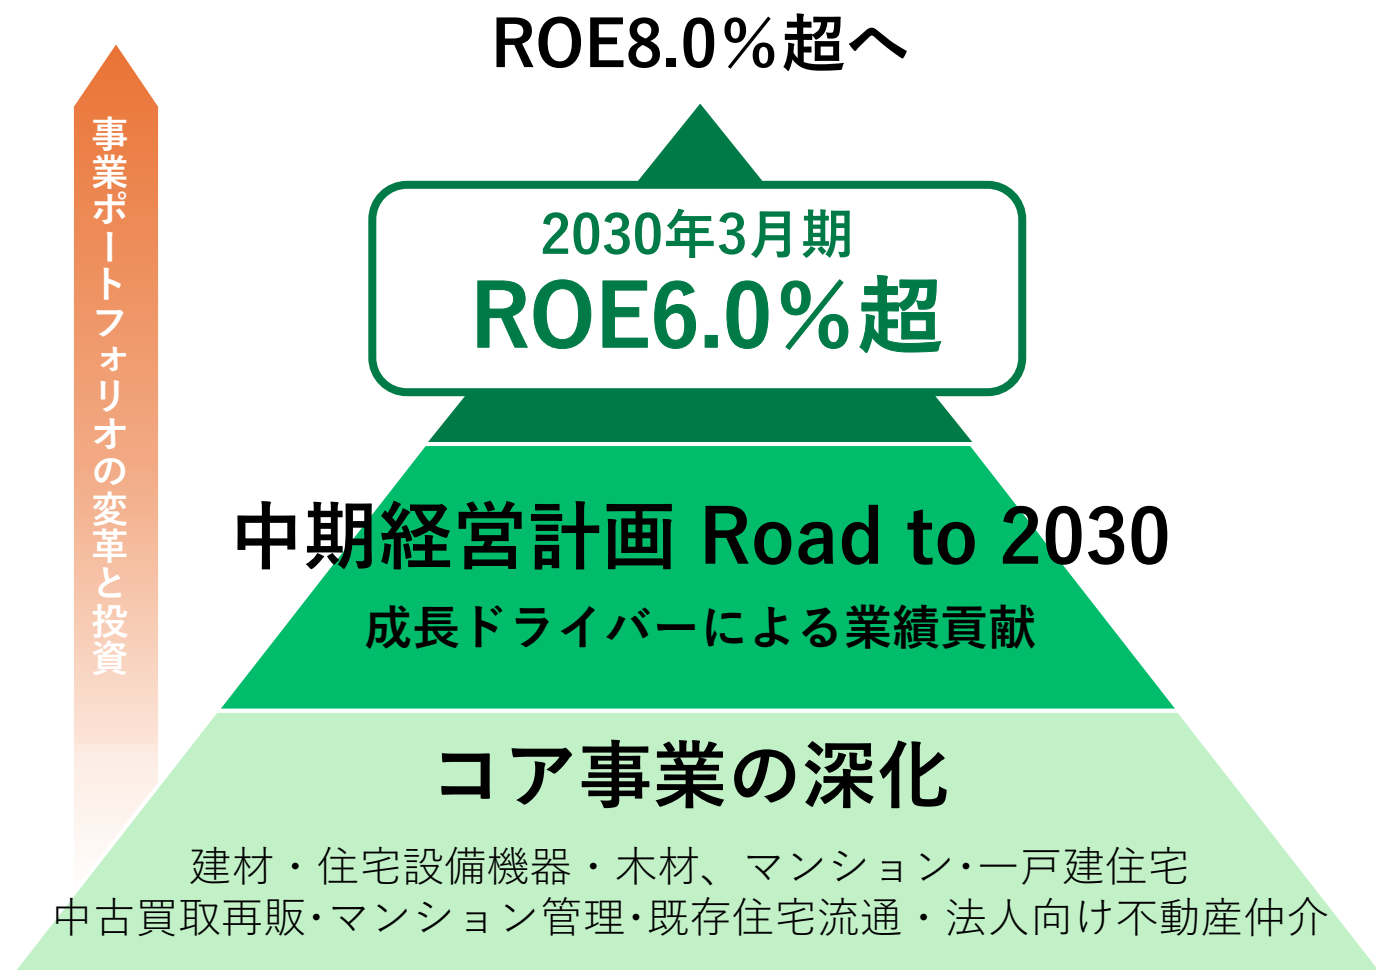 ROE8.0%超へ
事業ポートフォリオの変革と投資
2030年3月期
ROE6.0%超
中期経営計画 Road to 2030
成長ドライバーによる業績貢献
コア事業の深化
建材・住宅設備機器・木材、マンション・一戸建住宅
中古買取再販・マンション管理・既存住宅流通・法人向け不動産仲介